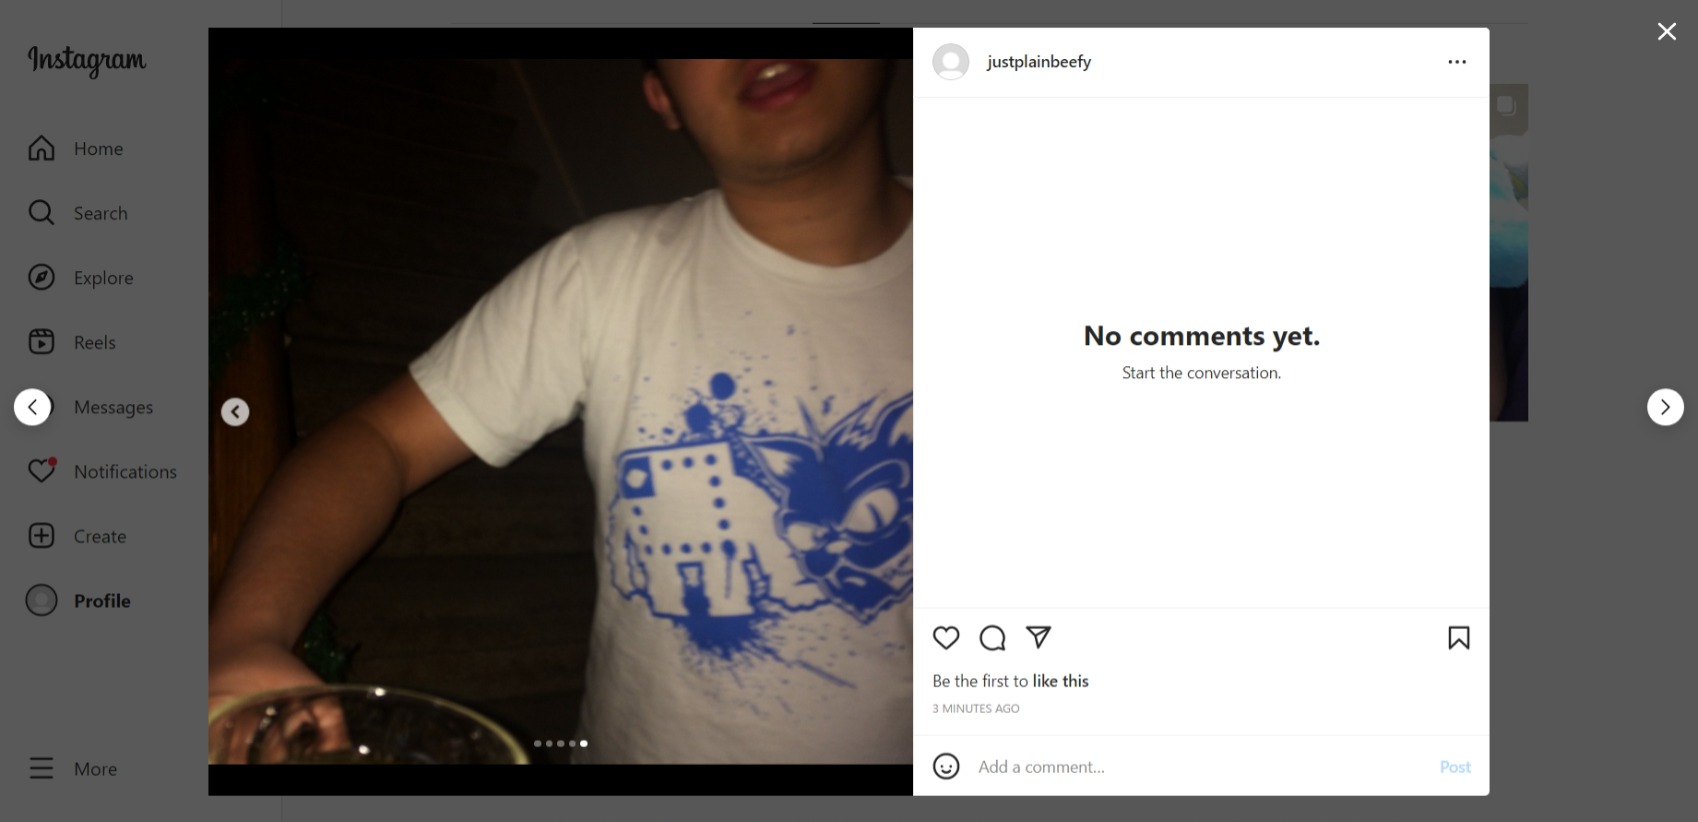 Instagram
Home
Search
Explore
Reels
Messages
Notifications
Create
Profile
More
justplainbeefy
No comments yet.
Start the conversation.
Be the first to like this
3 MINUTES AGO
Add a comment...
Post